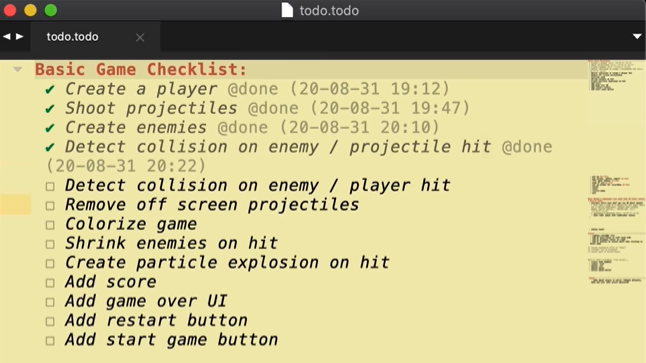 todo.todo
todo.todo
Basic Game Checklist:
✔ Create a player @done (20-08-31 19:12)
✔ Shoot projectiles @done (20-08-31 19:47)
✔ Create enemies @done (20-08-31 20:10)
✔ Detect collision on enemy / projectile hit @done
(20-08-31 20:22)
☐ Detect collision on enemy / player hit
☐ Remove off screen projectiles
☐ Colorize game
☐ Shrink enemies on hit
☐ Create particle explosion on hit
☐ Add score
☐ Add game over UI
☐ Add restart button
☐ Add start game button